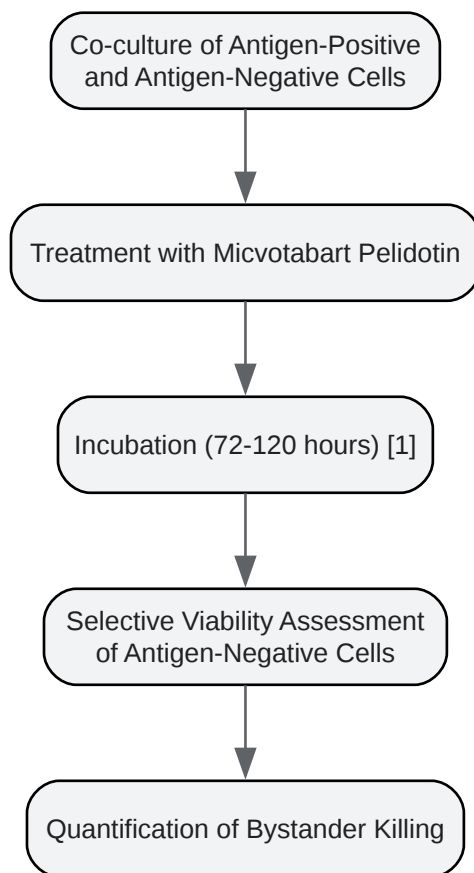 Co-culture of Antigen-Positive
and Antigen-Negative Cells
Treatment with Micvotabart Pelidotin
Incubation (72-120 hours) [1]
Selective Viability Assessment
of Antigen-Negative Cells
Quantification of Bystander Killing